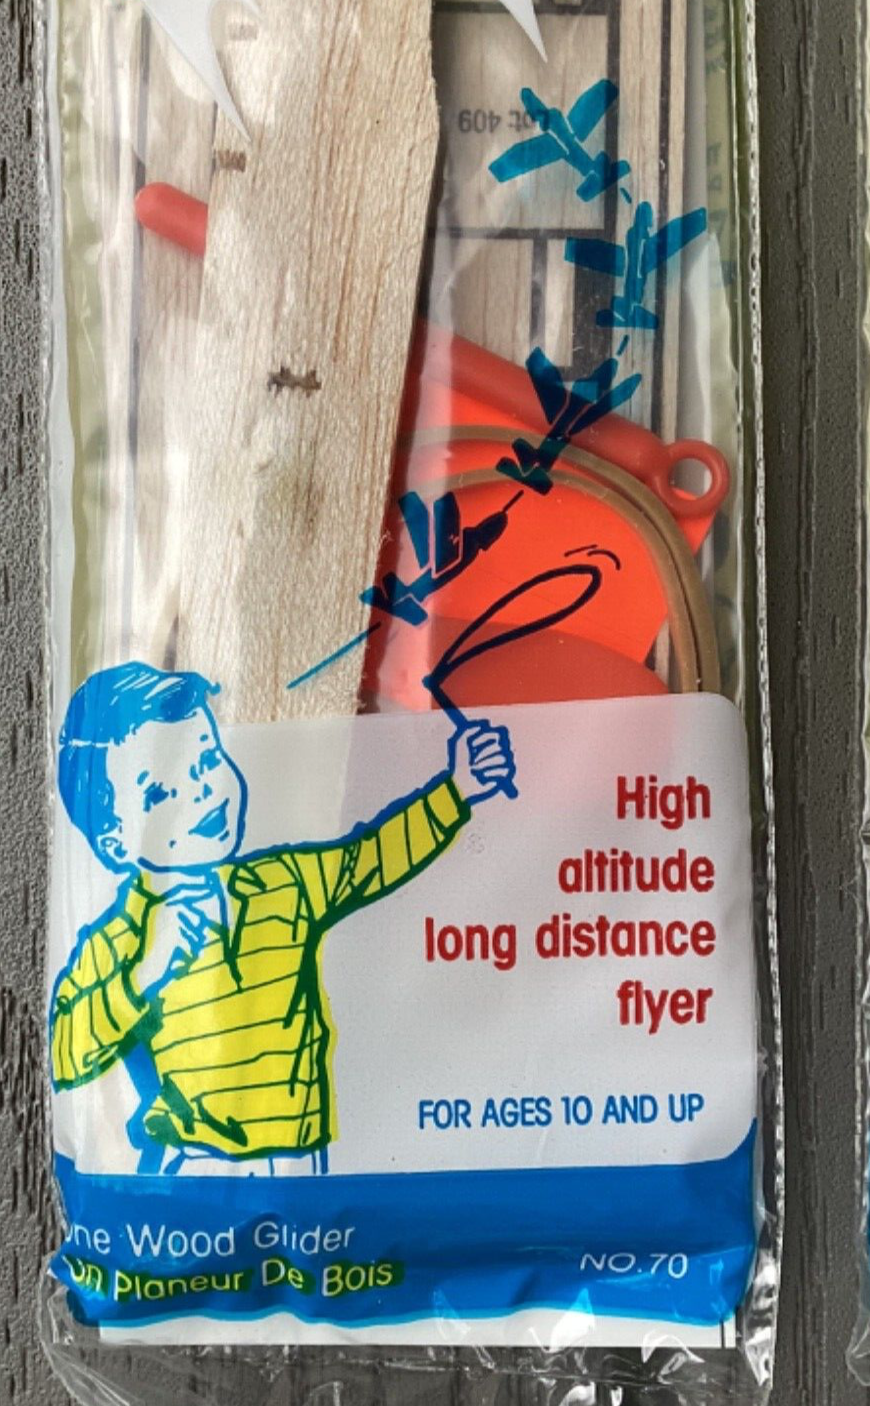 Lot: 409
High
altitude
long distance
flyer
FOR AGES 10 AND UP
One Wood Glider
Un Planeur De Bois
NO.70